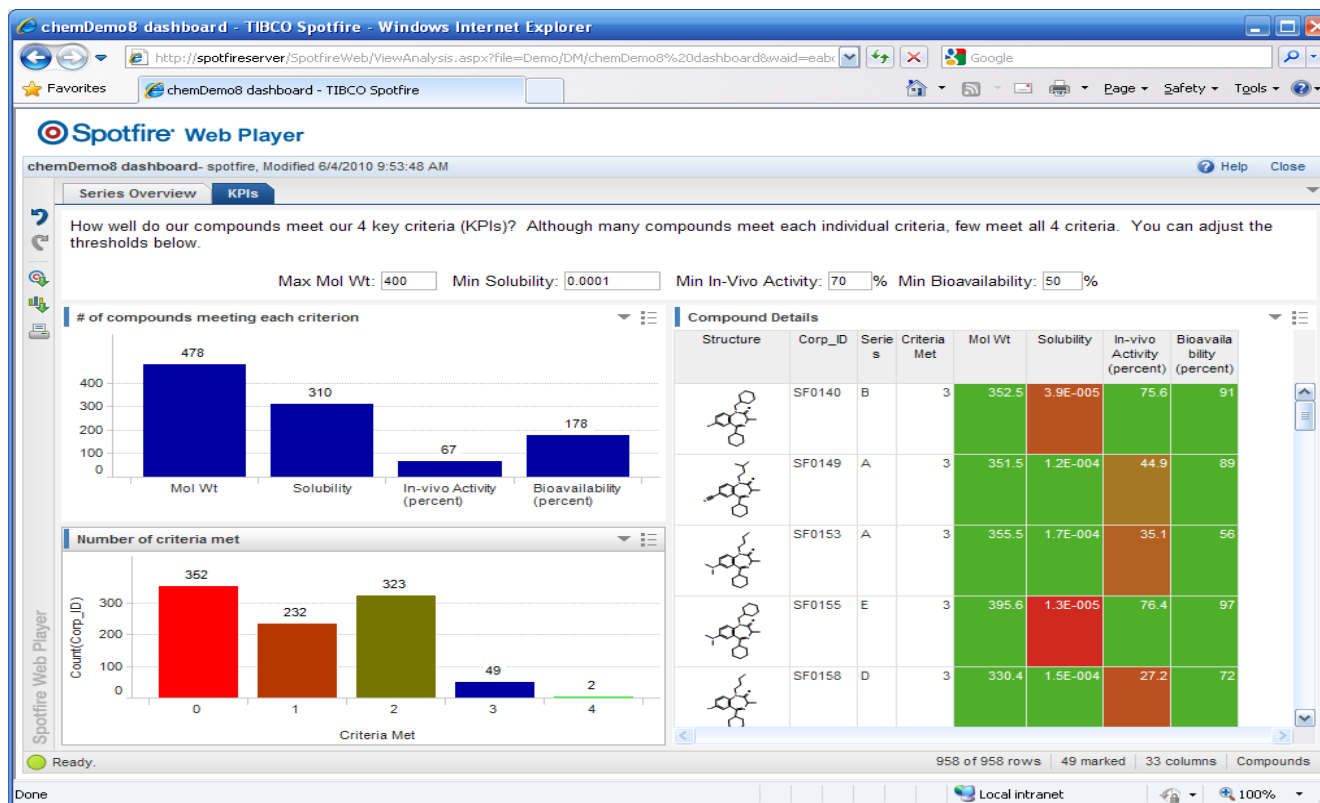 chemDemo8 dashboard - TIBCO Spotfire - Windows Internet Explorer
http://spotfireserver/SpotfireWeb/ViewAnalysis.aspx?file=Demo/DM/chemDemo8%20dashboard&waid=eabc
Google
Favorites
chemDemo8 dashboard - TIBCO Spotfire
Page
Safety
Tools
Spotfire Web Player
chemDemo8 dashboard- spotfire, Modified 6/4/2010 9:53:48 AM
Help
Close
Series Overview
KPIs
How well do our compounds meet our 4 key criteria (KPIs)? Although many compounds meet each individual criteria, few meet all 4 criteria. You can adjust the
thresholds below.
Max Mol Wt: 400 Min Solubility: 0.0001 Min In-Vivo Activity: 70 % Min Bioavailability: 50 %
# of compounds meeting each criterion
478
310
67
178
400
300
200
100
0
Mol Wt
Solubility
In-vivo Activity
(percent)
Bioavailability
(percent)
Number of criteria met
352
232
323
49
2
300
200
100
0
Count(Corp_ID)
0 1 2 3 4
Criteria Met
Compound Details
Structure
Corp_ID
Serie
s
Criteria
Met
Mol Wt
Solubility
In-vivo
Activity
(percent)
Bioavaila
bility
(percent)
SF0140 B 3 352.5 3.9E-005 75.6 91
SF0149 A 3 351.5 1.2E-004 44.9 89
SF0153 A 3 355.5 1.7E-004 35.1 56
SF0155 E 3 395.6 1.3E-005 76.4 97
SF0158 D 3 330.4 1.5E-004 27.2 72
Spotfire Web Player
Ready.
958 of 958 rows
49 marked
33 columns
Compounds
Done
Local intranet
100%